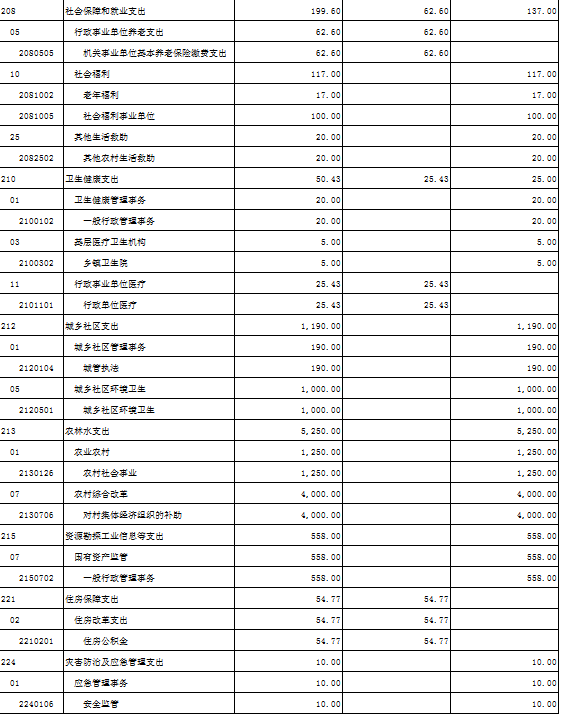 208 社会保障和就业支出 199.60 62.60 137.00
05 行政事业单位养老支出 62.60 62.60
2080505 机关事业单位基本养老保险缴费支出 62.60 62.60
10 社会福利 117.00 117.00
2081002 老年福利 17.00 17.00
2081005 社会福利事业单位 100.00 100.00
25 其他生活救助 20.00 20.00
2082502 其他农村生活救助 20.00 20.00
210 卫生健康支出 50.43 25.43 25.00
01 卫生健康管理事务 20.00 20.00
2100102 一般行政管理事务 20.00 20.00
03 基层医疗卫生机构 5.00 5.00
2100302 乡镇卫生院 5.00 5.00
11 行政事业单位医疗 25.43 25.43
2101101 行政单位医疗 25.43 25.43
212 城乡社区支出 1,190.00 1,190.00
01 城乡社区管理事务 190.00 190.00
2120104 城管执法 190.00 190.00
05 城乡社区环境卫生 1,000.00 1,000.00
2120501 城乡社区环境卫生 1,000.00 1,000.00
213 农林水支出 5,250.00 5,250.00
01 农业农村 1,250.00 1,250.00
2130126 农村社会事业 1,250.00 1,250.00
07 农村综合改革 4,000.00 4,000.00
2130706 对村集体经济组织的补助 4,000.00 4,000.00
215 资源勘探工业信息等支出 558.00 558.00
07 国有资产监管 558.00 558.00
2150702 一般行政管理事务 558.00 558.00
221 住房保障支出 54.77 54.77
02 住房改革支出 54.77 54.77
2210201 住房公积金 54.77 54.77
224 灾害防治及应急管理支出 10.00 10.00
01 应急管理事务 10.00 10.00
2240106 安全监管 10.00 10.00